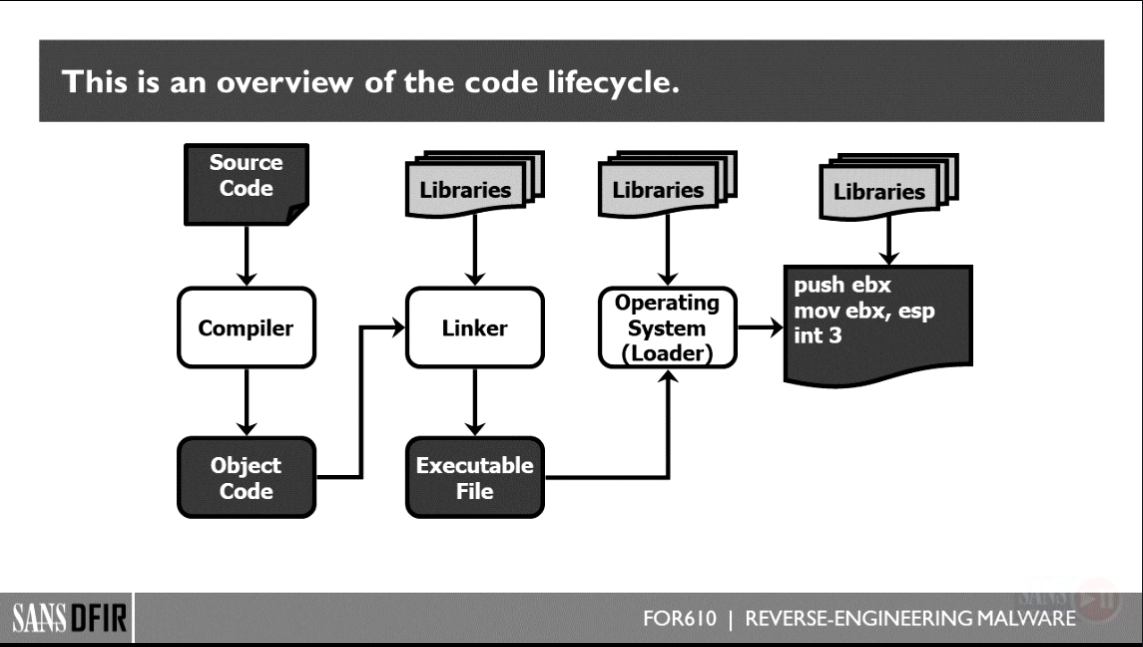 This is an overview of the code lifecycle.
Source
Code
Libraries
Libraries
Libraries
Compiler
Linker
Operating
System
(Loader)
push ebx
mov ebx, esp
int 3
Object
Code
Executable
File
SANS DFIR
FOR610 | REVERSE-ENGINEERING MALWARE
SANS